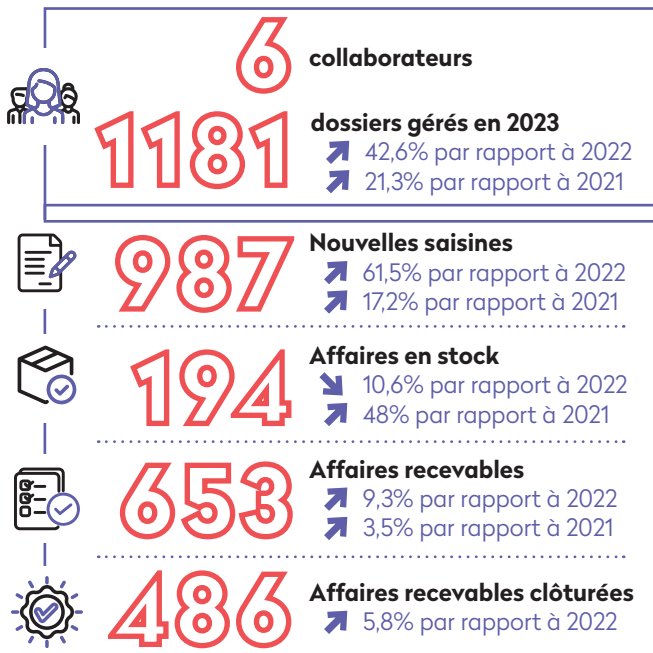 6 collaborateurs
1181 dossiers gérés en 2023
42,6% par rapport à 2022
21,3% par rapport à 2021
987 Nouvelles saisines
61,5% par rapport à 2022
17,2% par rapport à 2021
194 Affaires en stock
10,6% par rapport à 2022
48% par rapport à 2021
653 Affaires recevables
9,3% par rapport à 2022
3,5% par rapport à 2021
486 Affaires recevables clôturées
5,8% par rapport à 2022